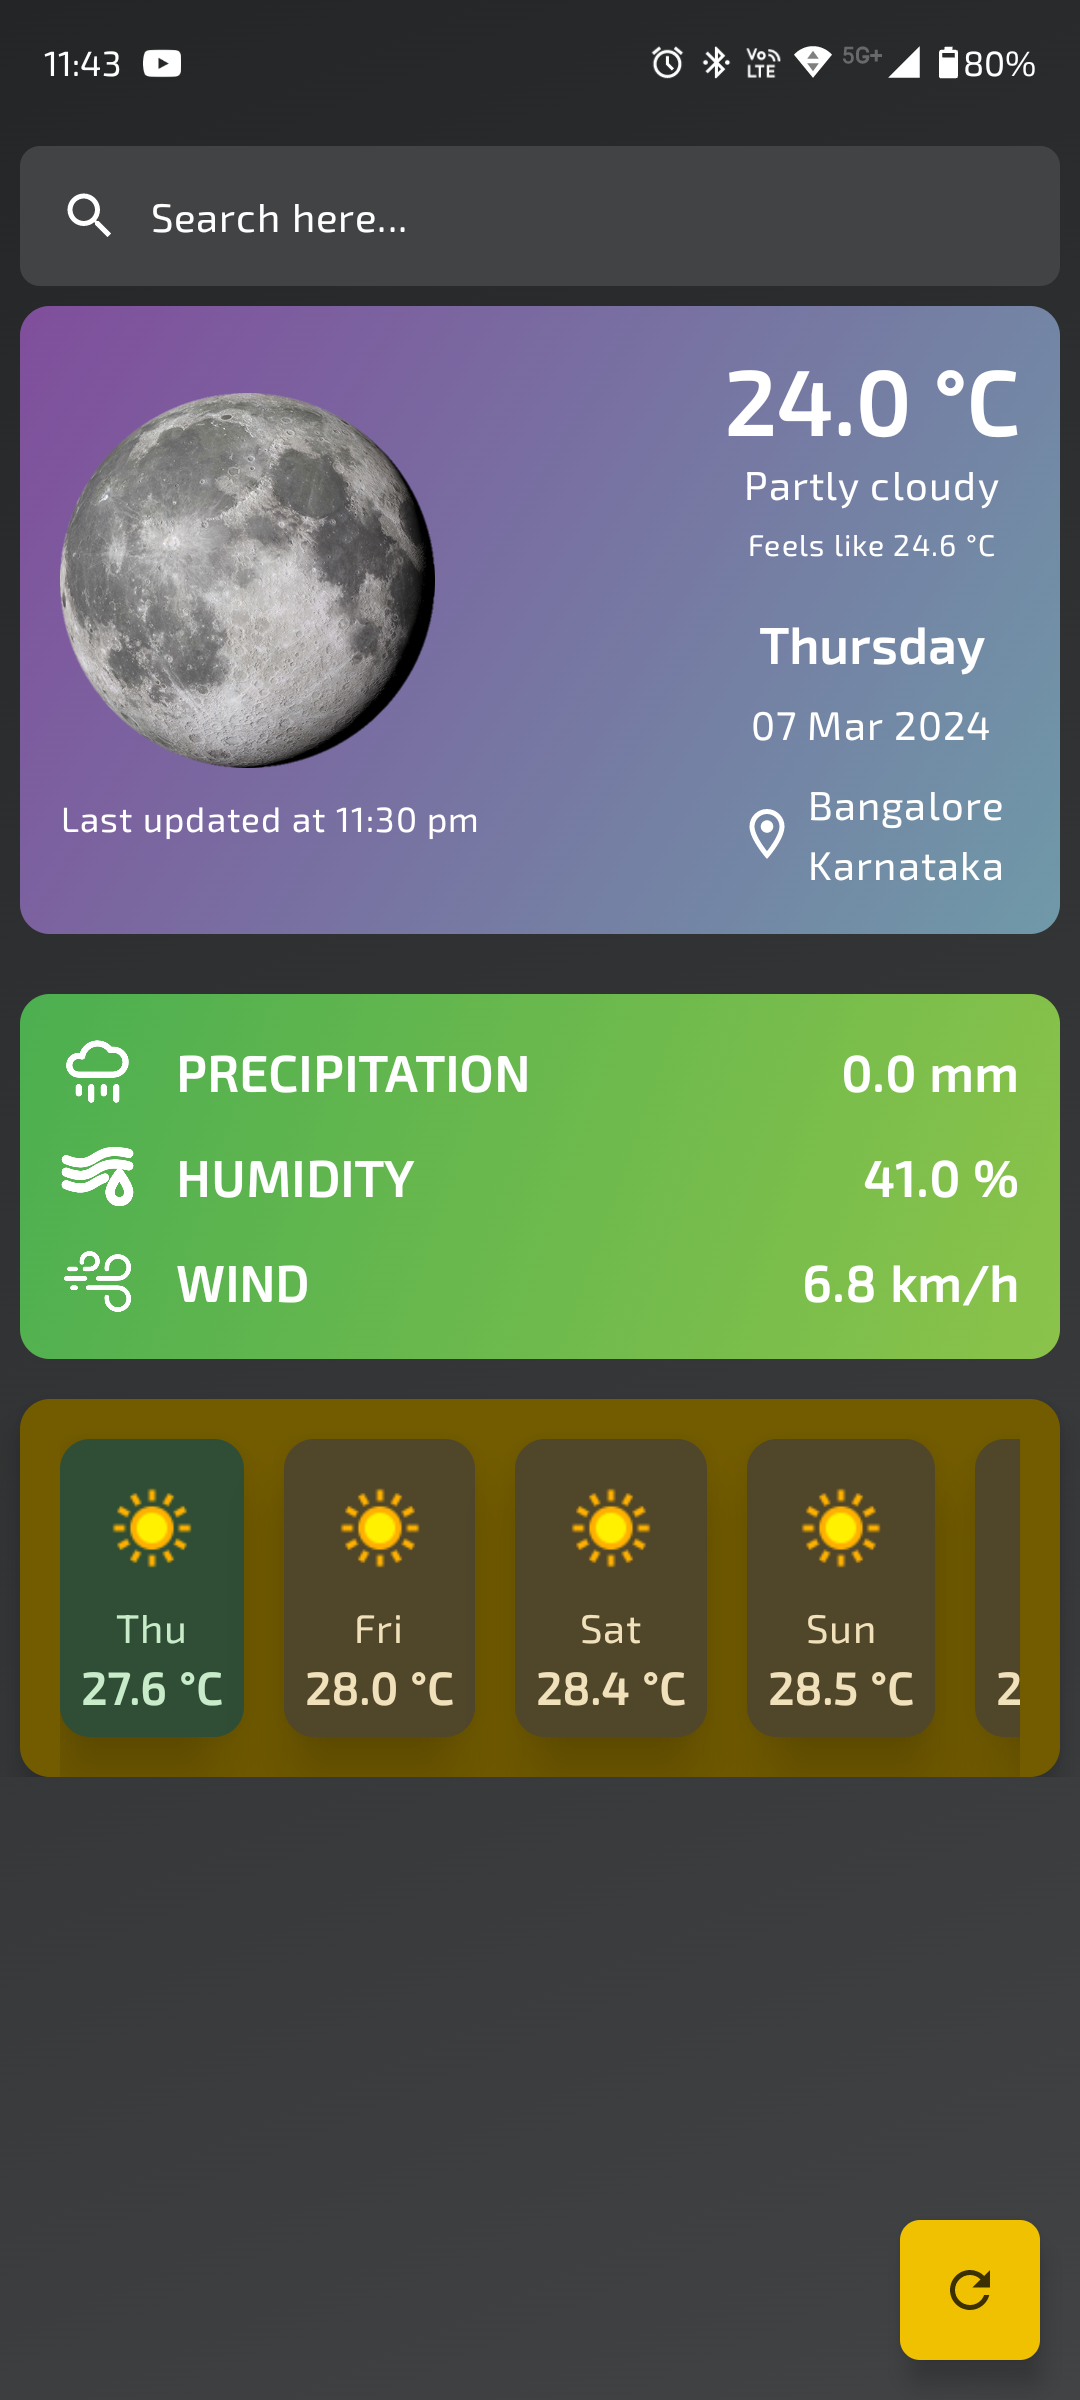 11:43
Vo LTE 5G+ 80%
Search here...
24.0 °C
Partly cloudy
Feels like 24.6 °C
Thursday
07 Mar 2024
Bangalore
Karnataka
Last updated at 11:30 pm
PRECIPITATION 0.0 mm
HUMIDITY 41.0 %
WIND 6.8 km/h
Thu Fri Sat Sun
27.6 °C 28.0 °C 28.4 °C 28.5 °C 2